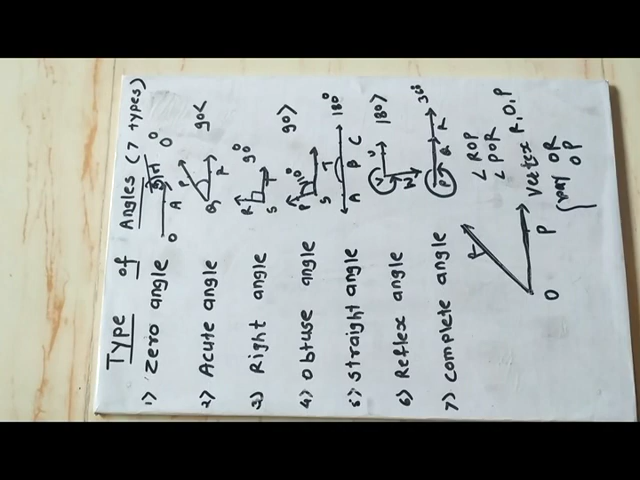 Type of Angles (7 types)
1) Zero angle O A 0°
2) Acute angle P Q R 90<
3) Right angle R S T 90°
4) Obtuse angle P S T 90>
5) Straight angle A B C 180°
6) Reflex angle U V W 180>
7) Complete angle P Q R
R O P
∠ROP
∠POR
Vertex R,O,P
ray OR
OP